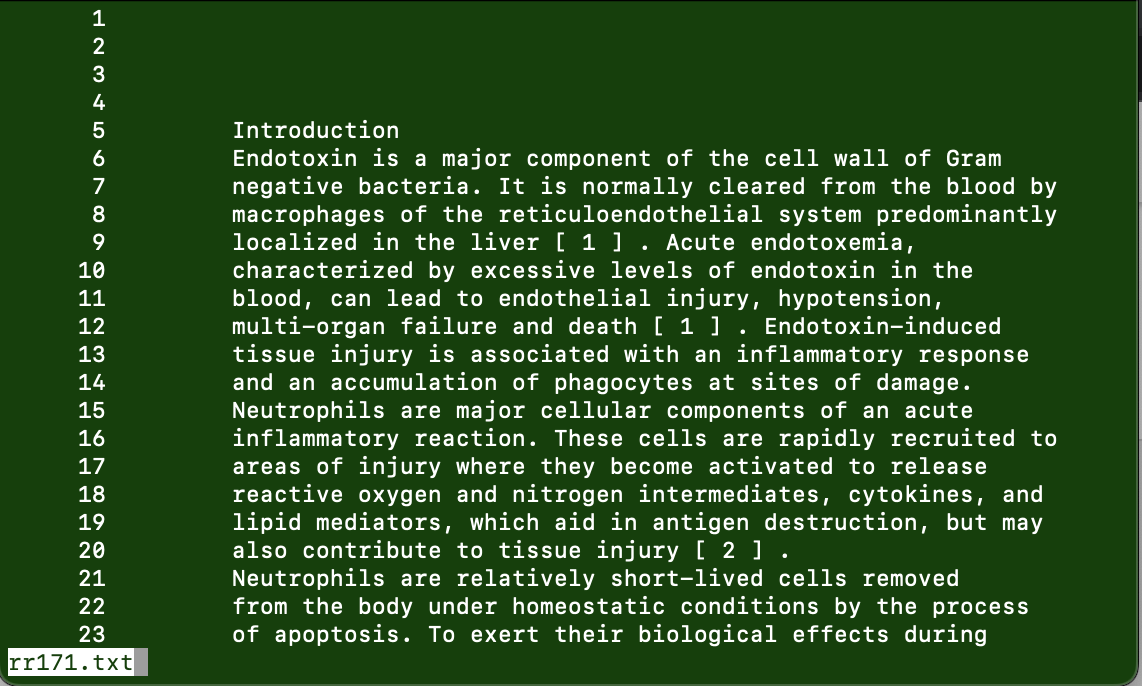 1
2
3
4
5 Introduction
6 Endotoxin is a major component of the cell wall of Gram
7 negative bacteria. It is normally cleared from the blood by
8 macrophages of the reticuloendothelial system predominantly
9 localized in the liver [ 1 ] . Acute endotoxemia,
10 characterized by excessive levels of endotoxin in the
11 blood, can lead to endothelial injury, hypotension,
12 multi-organ failure and death [ 1 ] . Endotoxin-induced
13 tissue injury is associated with an inflammatory response
14 and an accumulation of phagocytes at sites of damage.
15 Neutrophils are major cellular components of an acute
16 inflammatory reaction. These cells are rapidly recruited to
17 areas of injury where they become activated to release
18 reactive oxygen and nitrogen intermediates, cytokines, and
19 lipid mediators, which aid in antigen destruction, but may
20 also contribute to tissue injury [ 2 ] .
21 Neutrophils are relatively short-lived cells removed
22 from the body under homeostatic conditions by the process
23 of apoptosis. To exert their biological effects during
rr171.txt